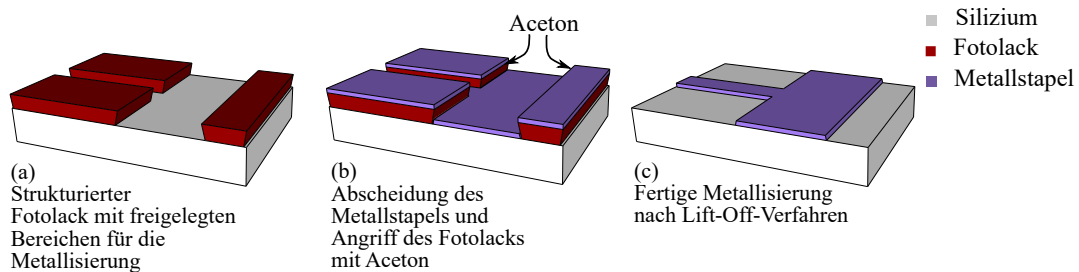 Aceton
Silizium
Fotolack
Metallstapel
(a)
Strukturierter
Fotolack mit freigelegten
Bereichen für die
Metallisierung
(b)
Abscheidung des
Metallstapels und
Angriff des Fotolacks
mit Aceton
(c)
Fertige Metallisierung
nach Lift-Off-Verfahren